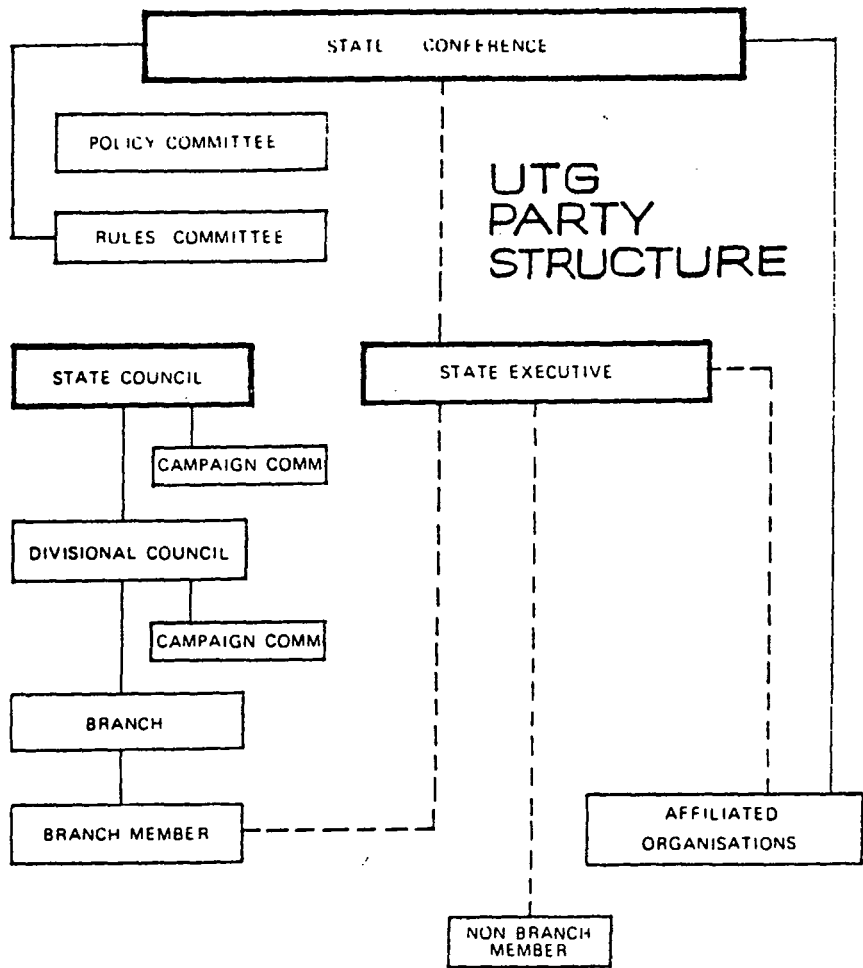 STATE CONFERENCE
POLICY COMMITTEE
RULES COMMITTEE
UTG
PARTY
STRUCTURE
STATE COUNCIL
STATE EXECUTIVE
CAMPAIGN COMM
DIVISIONAL COUNCIL
CAMPAIGN COMM
BRANCH
BRANCH MEMBER
AFFILIATED
ORGANISATIONS
NON BRANCH
MEMBER